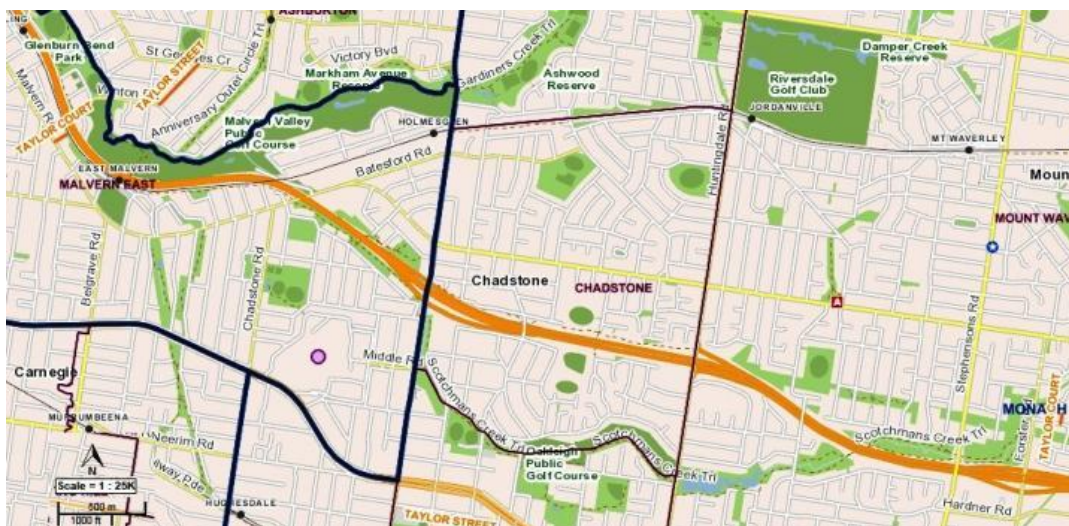 LING
ASHBURTON
Glenburn Bend
Park
St Georges Cr
TAYLOR STREET
Anniversary Outer Circle Trl
Victory Bvd
Gardiners Creek Trl
Damper Creek
Reserve
Markham Avenue
Reserve
Ashwood
Reserve
Riversdale
Golf Club
Malvern Rd
Winton
TAYLOR COURT
Malvern Valley
Public
Golf Course
HOLMESGLEN
JORDANVILLE
MT WAVERLEY
EAST MALVERN
MALVERN EAST
Batesford Rd
Huntingdale Rd
Moun
MOUNT WAV
Belgrave Rd
Chadstone Rd
Chadstone
CHADSTONE
A
Stephensons Rd
Carnegie
Middle Rd
Scotchmans Creek Trl
Scotchmans Creek Trl
Scotchmans Creek Trl
MURRUMBEENA
Neerim Rd
Oakleigh
Public
Golf Course
Forster Rd
TAYLOR COURT
N
Scale = 1 : 25K
500 m
1000 ft
HUGHESDALE
TAYLOR STREET
Hardner Rd